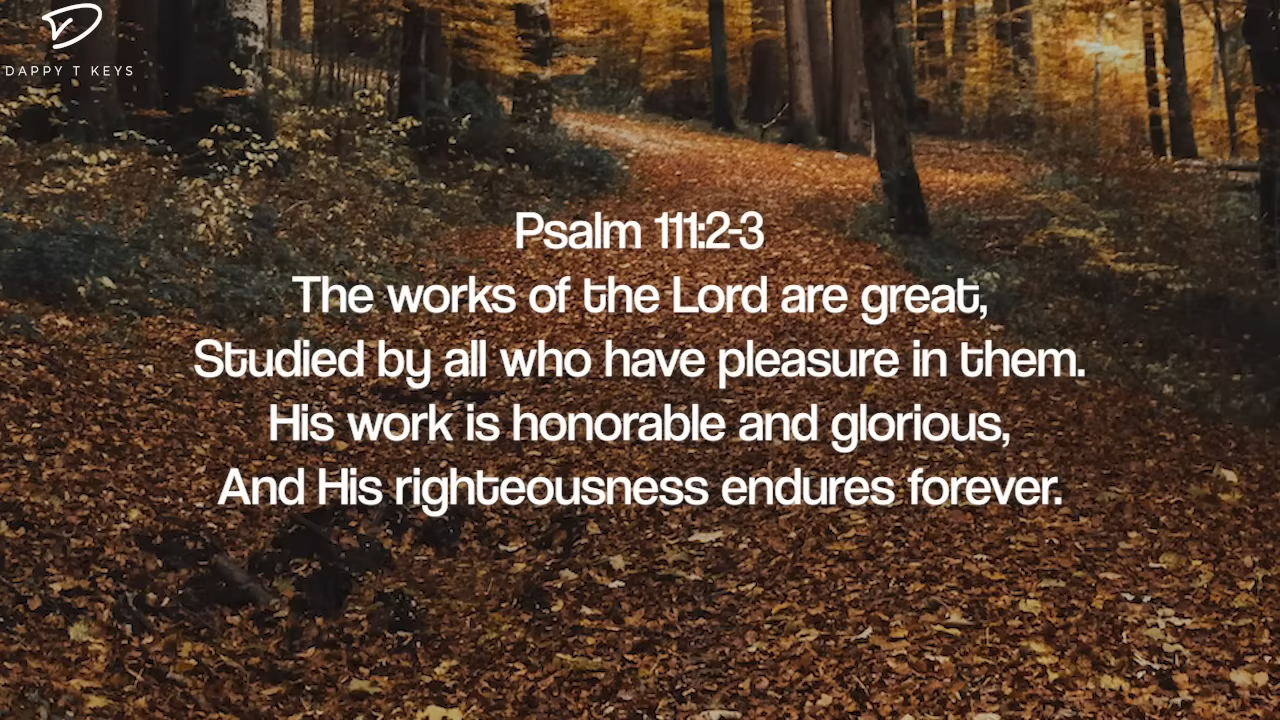 DAPPY T KEYS
Psalm 111:2-3
The works of the Lord are great,
Studied by all who have pleasure in them.
His work is honorable and glorious,
And His righteousness endures forever.